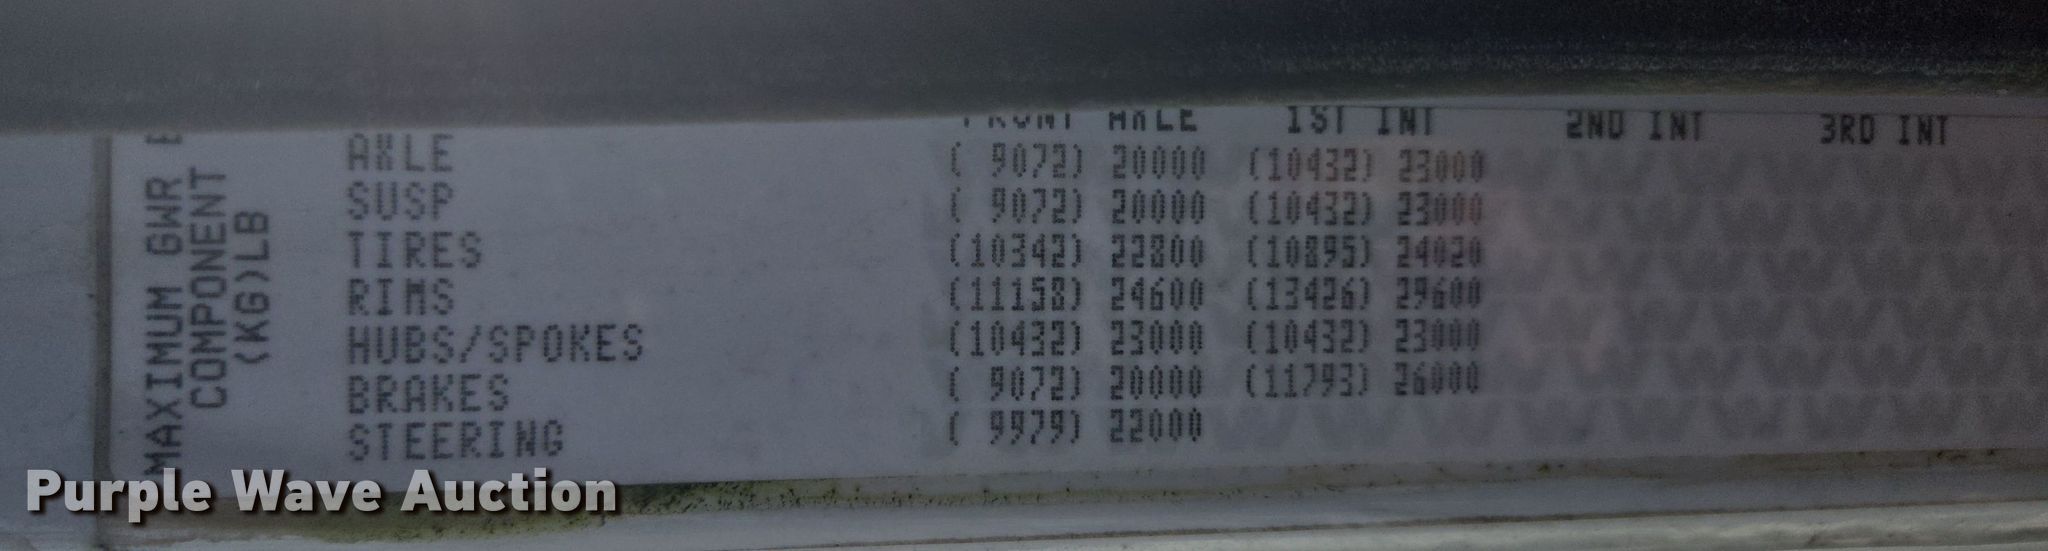 MAXIMUM GWR
COMPONENT
(KG)LB
FRONT AXLE 1ST INT 2ND INT 3RD INT
AXLE ( 9072) 20000 (10432) 23000
SUSP ( 9072) 20000 (10432) 23000
TIRES (10342) 22800 (10895) 24020
RIMS (11158) 24600 (13426) 29600
HUBS/SPOKES (10432) 23000 (10432) 23000
BRAKES ( 9072) 20000 (11793) 26000
STEERING ( 9979) 22000
Purple Wave Auction